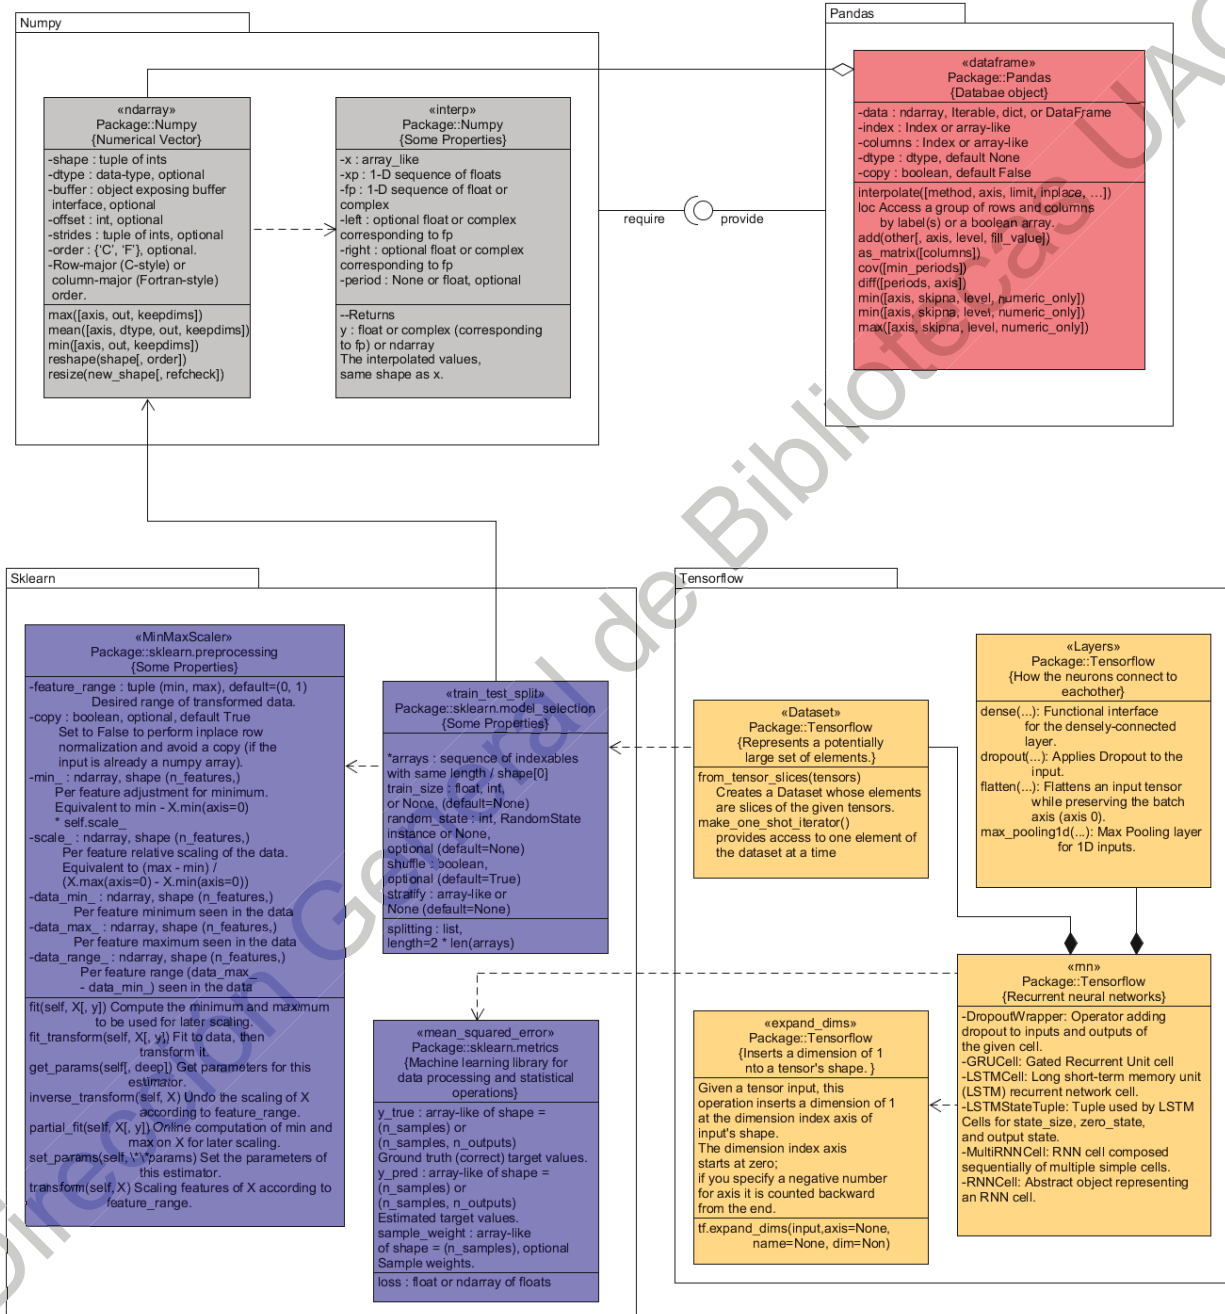 Numpy
«ndarray»
Package::Numpy
{Numerical Vector}
-shape : tuple of ints
-dtype : data-type, optional
-buffer : object exposing buffer
interface, optional
-offset : int, optional
-strides : tuple of ints, optional
-order : {‘C’, ‘F’}, optional.
-Row-major (C-style) or
column-major (Fortran-style)
order.
max([axis, out, keepdims])
mean([axis, dtype, out, keepdims])
min([axis, out, keepdims])
reshape(shape[, order])
resize(new_shape[, refcheck])
«interp»
Package::Numpy
{Some Properties}
-x : array_like
-xp : 1-D sequence of floats
-fp : 1-D sequence of float or
complex
-left : optional float or complex
corresponding to fp
-right : optional float or complex
corresponding to fp
-period : None or float, optional
--Returns
y : float or complex (corresponding
to fp) or ndarray
The interpolated values,
same shape as x.
require
provide
Pandas
«dataframe»
Package::Pandas
{Databae object}
-data : ndarray, Iterable, dict, or DataFrame
-index : Index or array-like
-columns : Index or array-like
-dtype : dtype, default None
-copy : boolean, default False
interpolate([method, axis, limit, inplace, …])
loc Access a group of rows and columns
by label(s) or a boolean array.
add(other[, axis, level, fill_value])
as_matrix([columns])
cov([min_periods])
diff([periods, axis])
min([axis, skipna, level, numeric_only])
min([axis, skipna, level, numeric_only])
max([axis, skipna, level, numeric_only])
Sklearn
«MinMaxScaler»
Package::sklearn.preprocessing
{Some Properties}
-feature_range : tuple (min, max), default=(0, 1)
Desired range of transformed data.
-copy : boolean, optional, default True
Set to False to perform inplace row
normalization and avoid a copy (if the
input is already a numpy array).
-min_ : ndarray, shape (n_features,)
Per feature adjustment for minimum.
Equivalent to min - X.min(axis=0)
* self.scale_
-scale_ : ndarray, shape (n_features,)
Per feature relative scaling of the data.
Equivalent to (max - min) /
(X.max(axis=0) - X.min(axis=0))
-data_min_ : ndarray, shape (n_features,)
Per feature minimum seen in the data
-data_max_ : ndarray, shape (n_features,)
Per feature maximum seen in the data
-data_range_ : ndarray, shape (n_features,)
Per feature range (data_max_
- data_min_) seen in the data
fit(self, X[, y]) Compute the minimum and maximum
to be used for later scaling.
fit_transform(self, X[, y]) Fit to data, then
transform it.
get_params(self[, deep]) Get parameters for this
estimator.
inverse_transform(self, X) Undo the scaling of X
according to feature_range.
partial_fit(self, X[, y]) Online computation of min and
max on X for later scaling.
set_params(self, \*\*params) Set the parameters of
this estimator.
transform(self, X) Scaling features of X according to
feature_range.
«train_test_split»
Package::sklearn.model_selection
{Some Properties}
*arrays : sequence of indexables
with same length / shape[0]
train_size : float, int,
or None, (default=None)
random_state : int, RandomState
instance or None,
optional (default=None)
shuffle : boolean,
optional (default=True)
stratify : array-like or
None (default=None)
splitting : list,
length=2 * len(arrays)
«mean_squared_error»
Package::sklearn.metrics
{Machine learning library for
data processing and statistical
operations}
y_true : array-like of shape =
(n_samples) or
(n_samples, n_outputs)
Ground truth (correct) target values.
y_pred : array-like of shape =
(n_samples) or
(n_samples, n_outputs)
Estimated target values.
sample_weight : array-like
of shape = (n_samples), optional
Sample weights.
loss : float or ndarray of floats
Tensorflow
«Dataset»
Package::Tensorflow
{Represents a potentially
large set of elements.}
from_tensor_slices(tensors)
Creates a Dataset whose elements
are slices of the given tensors.
make_one_shot_iterator()
provides access to one element of
the dataset at a time
«Layers»
Package::Tensorflow
{How the neurons connect to
eachother}
dense(...): Functional interface
for the densely-connected
layer.
dropout(...): Applies Dropout to the
input.
flatten(...): Flattens an input tensor
while preserving the batch
axis (axis 0).
max_pooling1d(...): Max Pooling layer
for 1D inputs.
«expand_dims»
Package::Tensorflow
{Inserts a dimension of 1
nto a tensor's shape. }
Given a tensor input, this
operation inserts a dimension of 1
at the dimension index axis of
input's shape.
The dimension index axis
starts at zero;
if you specify a negative number
for axis it is counted backward
from the end.
tf.expand_dims(input,axis=None,
name=None, dim=Non)
«rnn»
Package::Tensorflow
{Recurrent neural networks}
-DropoutWrapper: Operator adding
dropout to inputs and outputs of
the given cell.
-GRUCell: Gated Recurrent Unit cell
-LSTMCell: Long short-term memory unit
(LSTM) recurrent network cell.
-LSTMStateTuple: Tuple used by LSTM
Cells for state_size, zero_state,
and output state.
-MultiRNNCell: RNN cell composed
sequentially of multiple simple cells.
-RNNCell: Abstract object representing
an RNN cell.
Dirección General de Bibliotecas UAQ